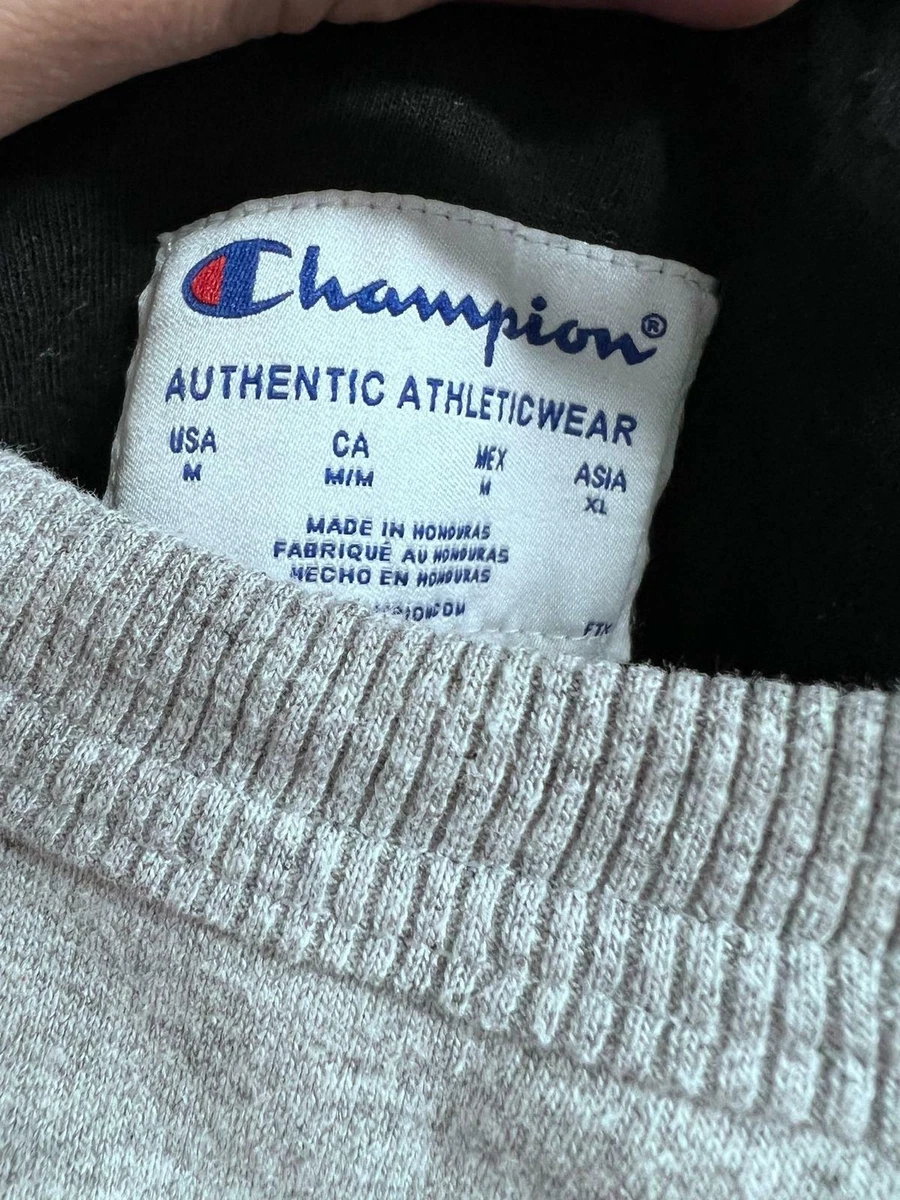 Champion®
AUTHENTIC ATHLETICWEAR
USA CA MEX ASIA
M M/M M XL
MADE IN HONDURAS
FABRIQUÉ AU HONDURAS
HECHO EN HONDURAS